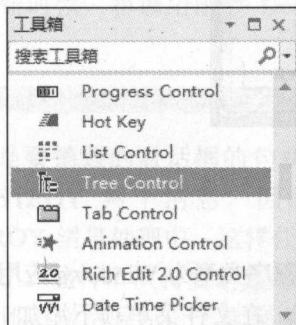 工具箱
搜索工具箱
Progress Control
Hot Key
List Control
Tree Control
Tab Control
Animation Control
Rich Edit 2.0 Control
Date Time Picker